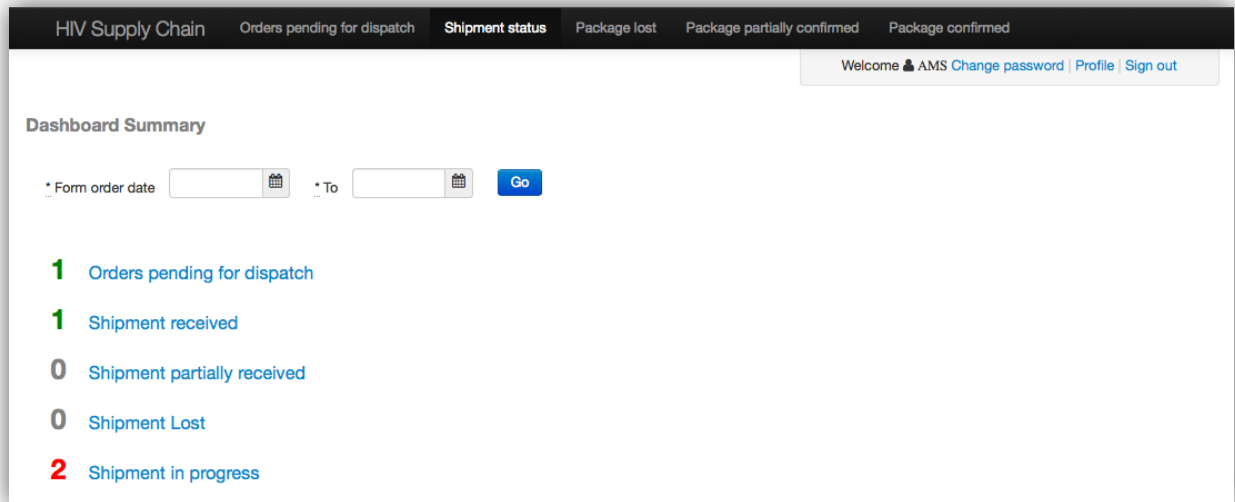 HIV Supply Chain Orders pending for dispatch Shipment status Package lost Package partially confirmed Package confirmed
Welcome AMS Change password | Profile | Sign out
Dashboard Summary
* Form order date * To Go
1 Orders pending for dispatch
1 Shipment received
0 Shipment partially received
0 Shipment Lost
2 Shipment in progress